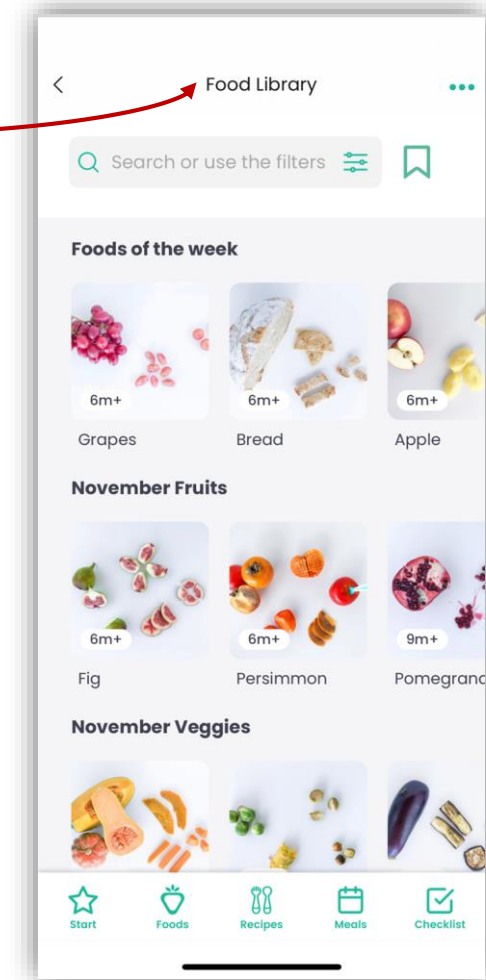 Food Library
Search or use the filters
Foods of the week
6m+ 6m+ 6m+
Grapes Bread Apple
November Fruits
6m+ 6m+ 9m+
Fig Persimmon Pomegrana
November Veggies
Start Foods Recipes Meals Checklist